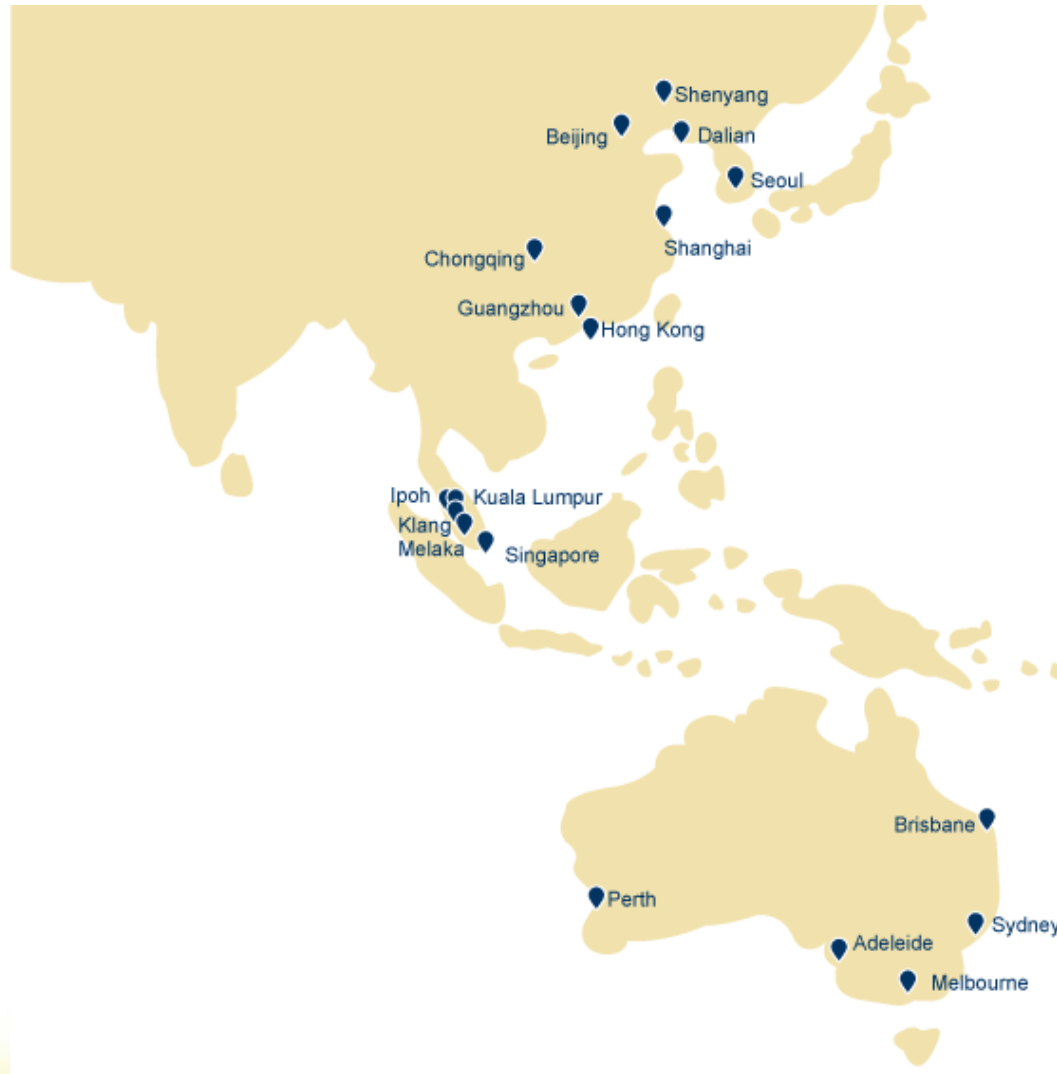 Shenyang
Beijing
Dalian
Seoul
Shanghai
Chongqing
Guangzhou
Hong Kong
Ipoh
Kuala Lumpur
Klang
Melaka
Singapore
Brisbane
Perth
Sydney
Adeleide
Melbourne